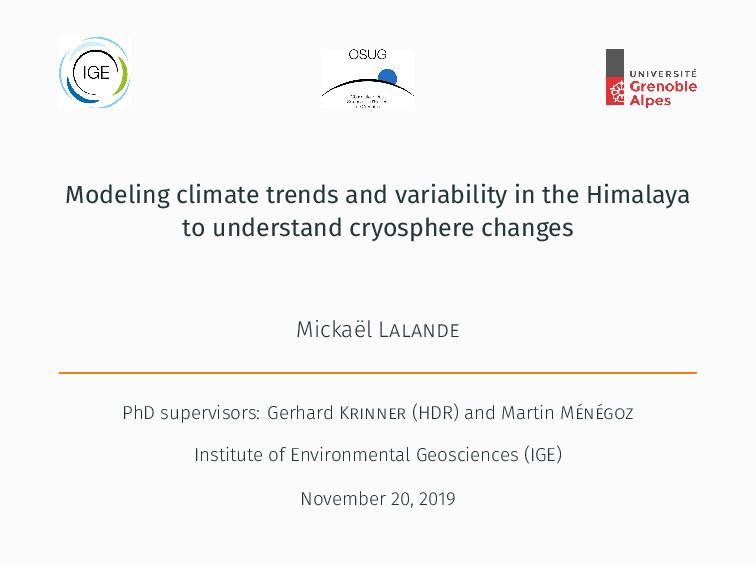 IGE
OSUG
UNIVERSITÉ
Grenoble
Alpes
Modeling climate trends and variability in the Himalaya
to understand cryosphere changes
Mickaël LALANDE
PhD supervisors: Gerhard KRINNER (HDR) and Martin MÉNÉGOZ
Institute of Environmental Geosciences (IGE)
November 20, 2019